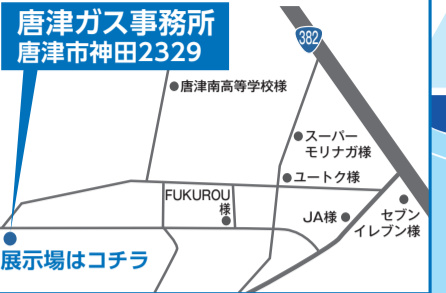 唐津ガス事務所
唐津市神田2329
382
唐津南高等学校様
スーパー
モリナガ様
ユートク様
FUKUROU
様
JA様
セブン
イレブン様
展示場はコチラ